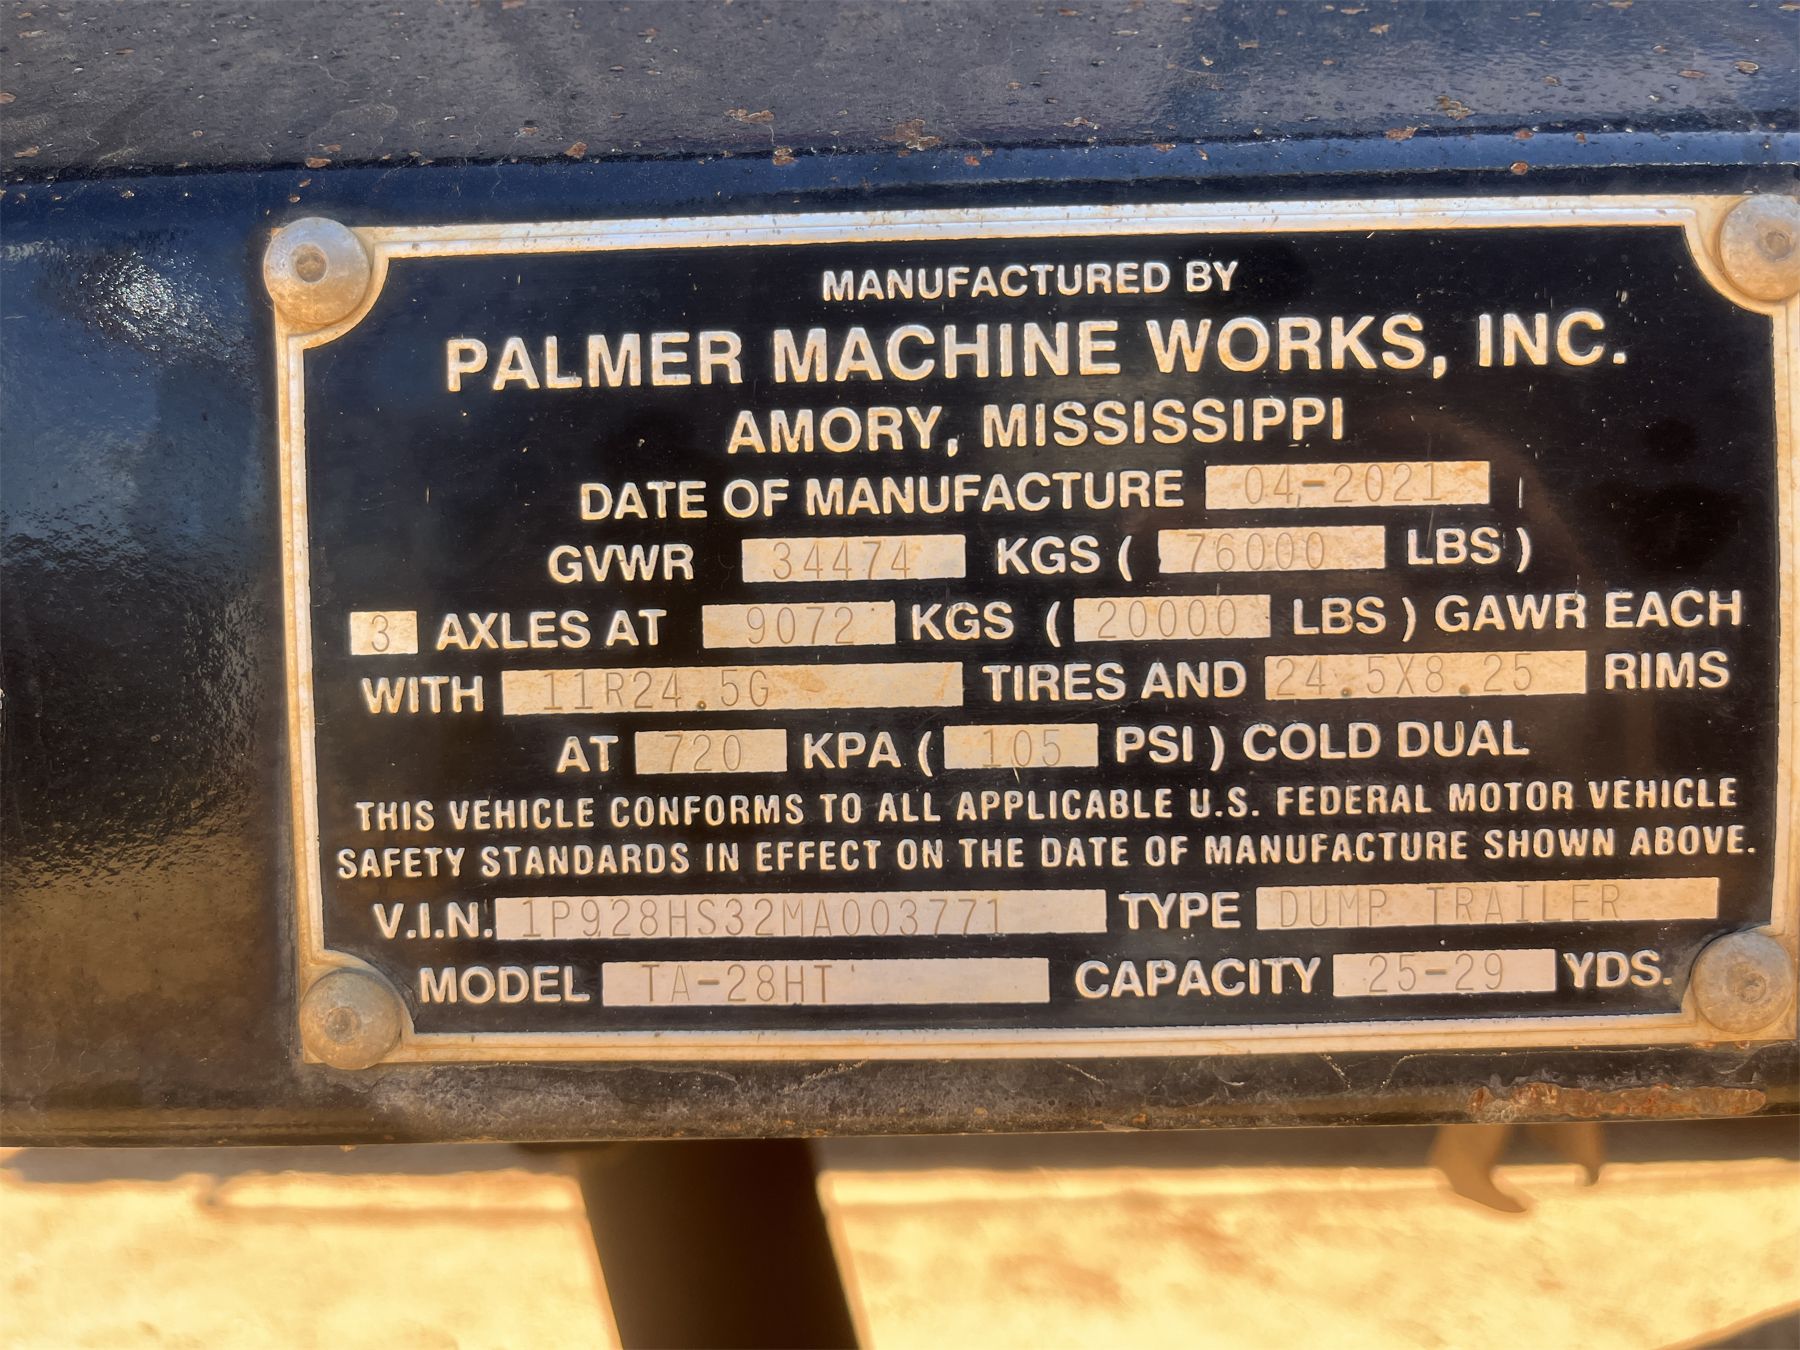 MANUFACTURED BY
PALMER MACHINE WORKS, INC.
AMORY, MISSISSIPPI
DATE OF MANUFACTURE 04-2021
GVWR 34474 KGS ( 76000 LBS )
3 AXLES AT 9072 KGS ( 20000 LBS ) GAWR EACH
WITH 11R24.5G TIRES AND 24.5X8.25 RIMS
AT 720 KPA ( 105 PSI ) COLD DUAL
THIS VEHICLE CONFORMS TO ALL APPLICABLE U.S. FEDERAL MOTOR VEHICLE
SAFETY STANDARDS IN EFFECT ON THE DATE OF MANUFACTURE SHOWN ABOVE.
V.I.N. 1P928HS32MA003771 TYPE DUMP TRAILER
MODEL TA-28HT CAPACITY 25-29 YDS.